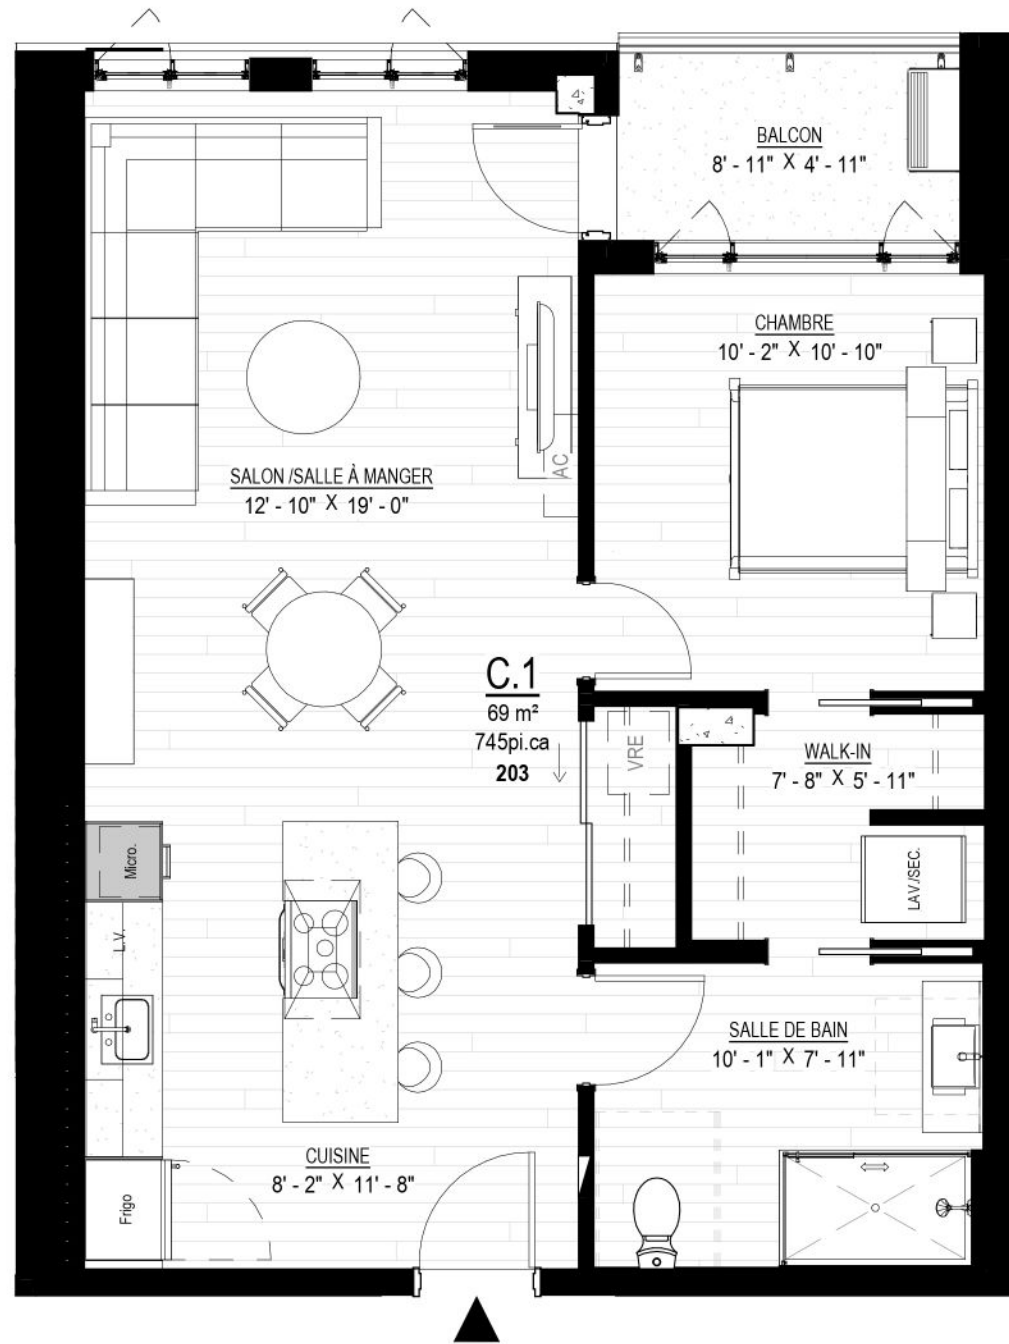 BALCON
8' - 11" X 4' - 11"
CHAMBRE
10' - 2" X 10' - 10"
SALON /SALLE À MANGER
12' - 10" X 19' - 0"
AC
C.1
69 m²
745pi.ca
203
VRE
WALK-IN
7' - 8" X 5' - 11"
Micro.
LAV./SEC.
L.V.
SALLE DE BAIN
10' - 1" X 7' - 11"
CUISINE
8' - 2" X 11' - 8"
Frigo